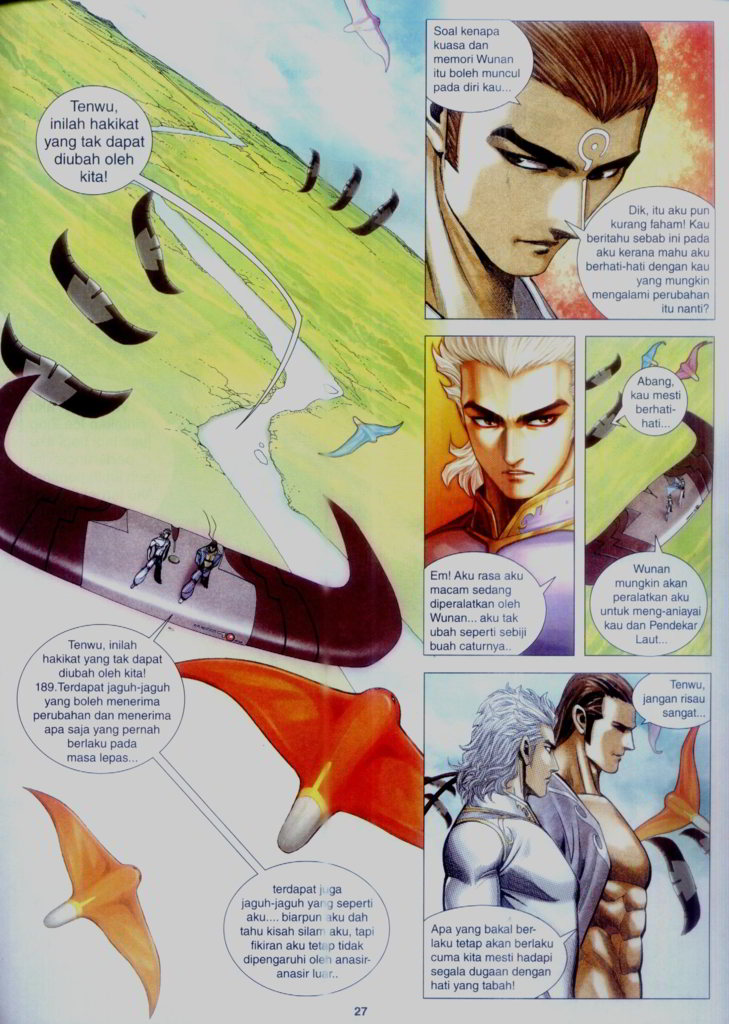 Tenwu,
inilah hakikat
yang tak dapat
diubah oleh
kita!
Tenwu, inilah
hakikat yang tak dapat
diubah oleh kita!
189.Terdapat jaguh-jaguh
yang boleh menerima
perubahan dan menerima
apa saja yang pernah
berlaku pada
masa lepas...
terdapat juga
jaguh-jaguh yang seperti
aku.... biarpun aku dah
tahu kisah silam aku, tapi
fikiran aku tetap tidak
dipengaruhi oleh anasir-
anasir luar..
Soal kenapa
kuasa dan
memori Wunan
itu boleh muncul
pada diri kau...
Dik, itu aku pun
kurang faham! Kau
beritahu sebab ini pada
aku kerana mahu aku
berhati-hati dengan kau
yang mungkin
mengalami perubahan
itu nanti?
Em! Aku rasa aku
macam sedang
diperalatkan oleh
Wunan... aku tak
ubah seperti sebiji
buah caturnya..
Abang,
kau mesti
berhati-
hati...
Wunan
mungkin akan
peralatkan aku
untuk meng-aniayai
kau dan Pendekar
Laut...
Tenwu,
jangan risau
sangat...
Apa yang bakal ber-
laku tetap akan berlaku
cuma kita mesti hadapi
segala dugaan dengan
hati yang tabah!
27